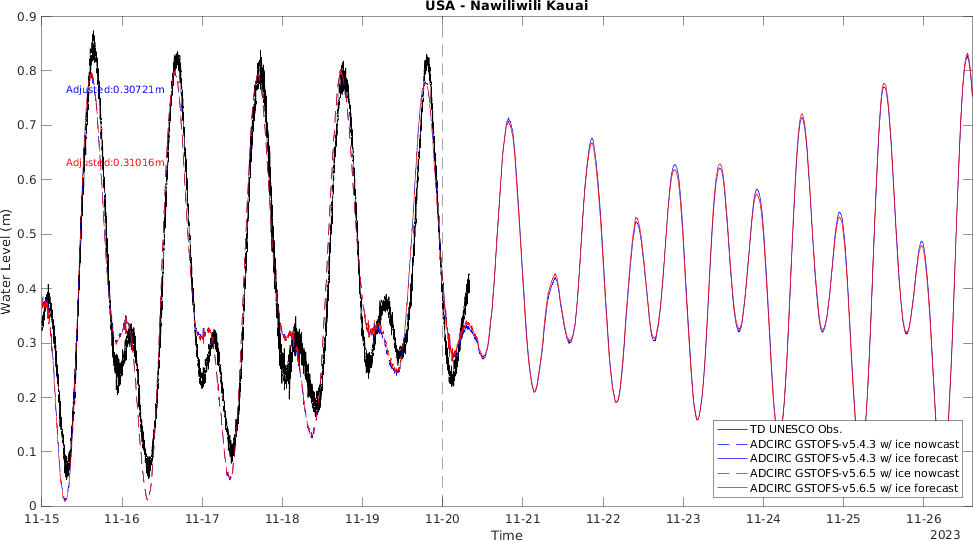 USA - Nawiliwili Kauai
0.9
0.8
0.7
0.6
0.5
0.4
0.3
0.2
0.1
0
Water Level (m)
Adjusted:0.30721m
Adjusted:0.31016m
TD UNESCO Obs.
ADCIRC GSTOFS-v5.4.3 w/ ice nowcast
ADCIRC GSTOFS-v5.4.3 w/ ice forecast
ADCIRC GSTOFS-v5.6.5 w/ ice nowcast
ADCIRC GSTOFS-v5.6.5 w/ ice forecast
11-15 11-16 11-17 11-18 11-19 11-20 11-21 11-22 11-23 11-24 11-25 11-26
Time
2023